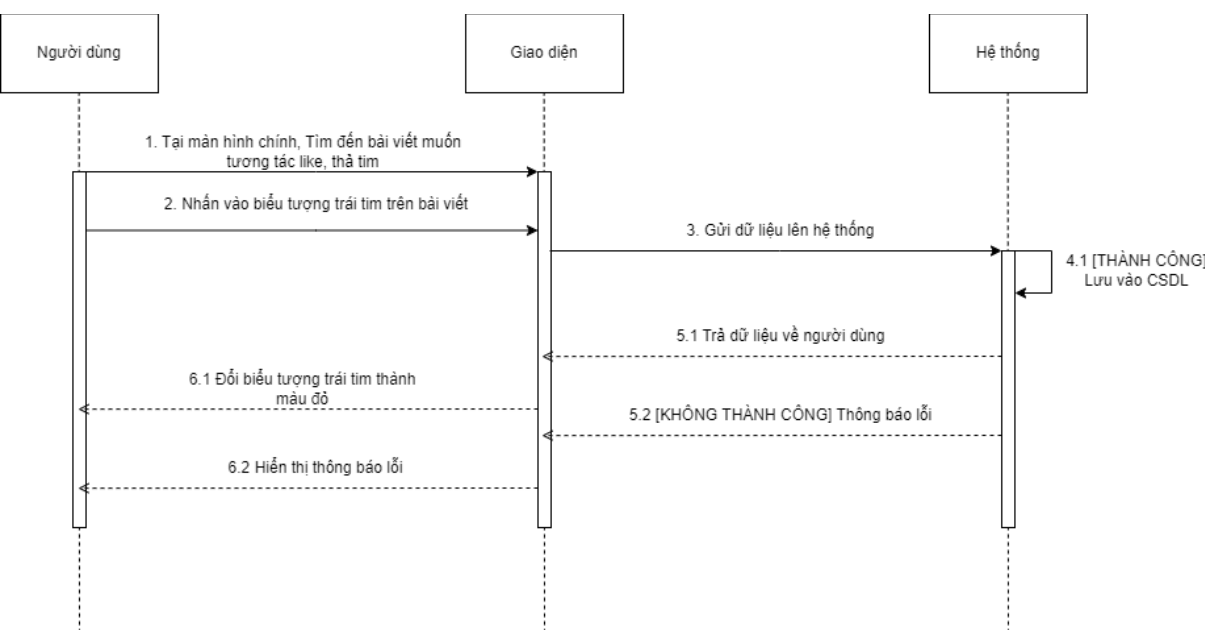 Người dùng
Giao diện
Hệ thống
1. Tại màn hình chính, Tìm đến bài viết muốn
tương tác like, thả tim
2. Nhấn vào biểu tượng trái tim trên bài viết
3. Gửi dữ liệu lên hệ thống
4.1 [THÀNH CÔNG]
Lưu vào CSDL
5.1 Trả dữ liệu về người dùng
6.1 Đổi biểu tượng trái tim thành
màu đỏ
5.2 [KHÔNG THÀNH CÔNG] Thông báo lỗi
6.2 Hiển thị thông báo lỗi